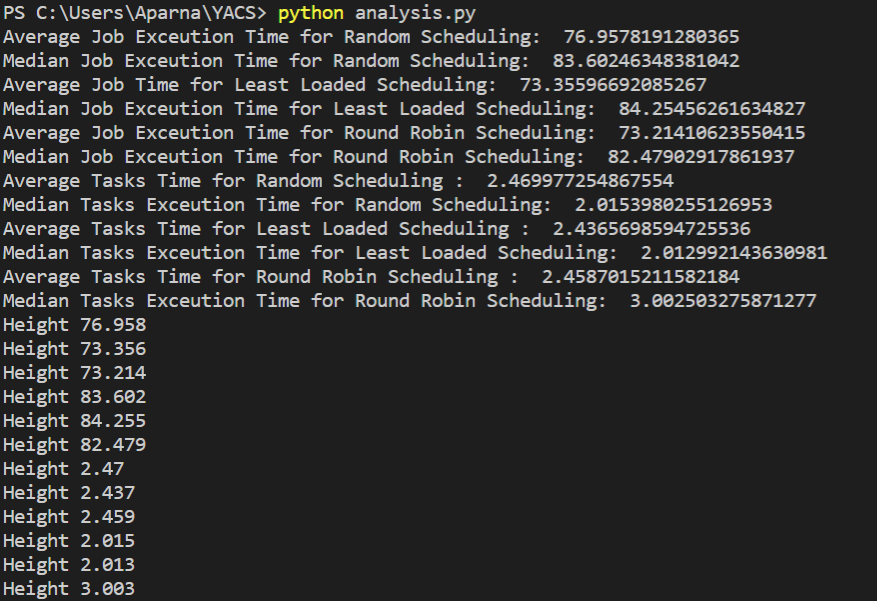 PS C:\Users\Aparna\YACS> python analysis.py
Average Job Exceution Time for Random Scheduling:  76.9578191280365
Median Job Exceution Time for Random Scheduling:  83.60246348381042
Average Job Time for Least Loaded Scheduling:  73.35596692085267
Median Job Exceution Time for Least Loaded Scheduling:  84.25456261634827
Average Job Exceution Time for Round Robin Scheduling:  73.21410623550415
Median Job Exceution Time for Round Robin Scheduling:  82.47902917861937
Average Tasks Time for Random Scheduling :  2.469977254867554
Median Tasks Exceution Time for Random Scheduling:  2.0153980255126953
Average Tasks Time for Least Loaded Scheduling :  2.4365698594725536
Median Tasks Exceution Time for Least Loaded Scheduling:  2.012992143630981
Average Tasks Time for Round Robin Scheduling :  2.4587015211582184
Median Tasks Exceution Time for Round Robin Scheduling:  3.002503275871277
Height 76.958
Height 73.356
Height 73.214
Height 83.602
Height 84.255
Height 82.479
Height 2.47
Height 2.437
Height 2.459
Height 2.015
Height 2.013
Height 3.003